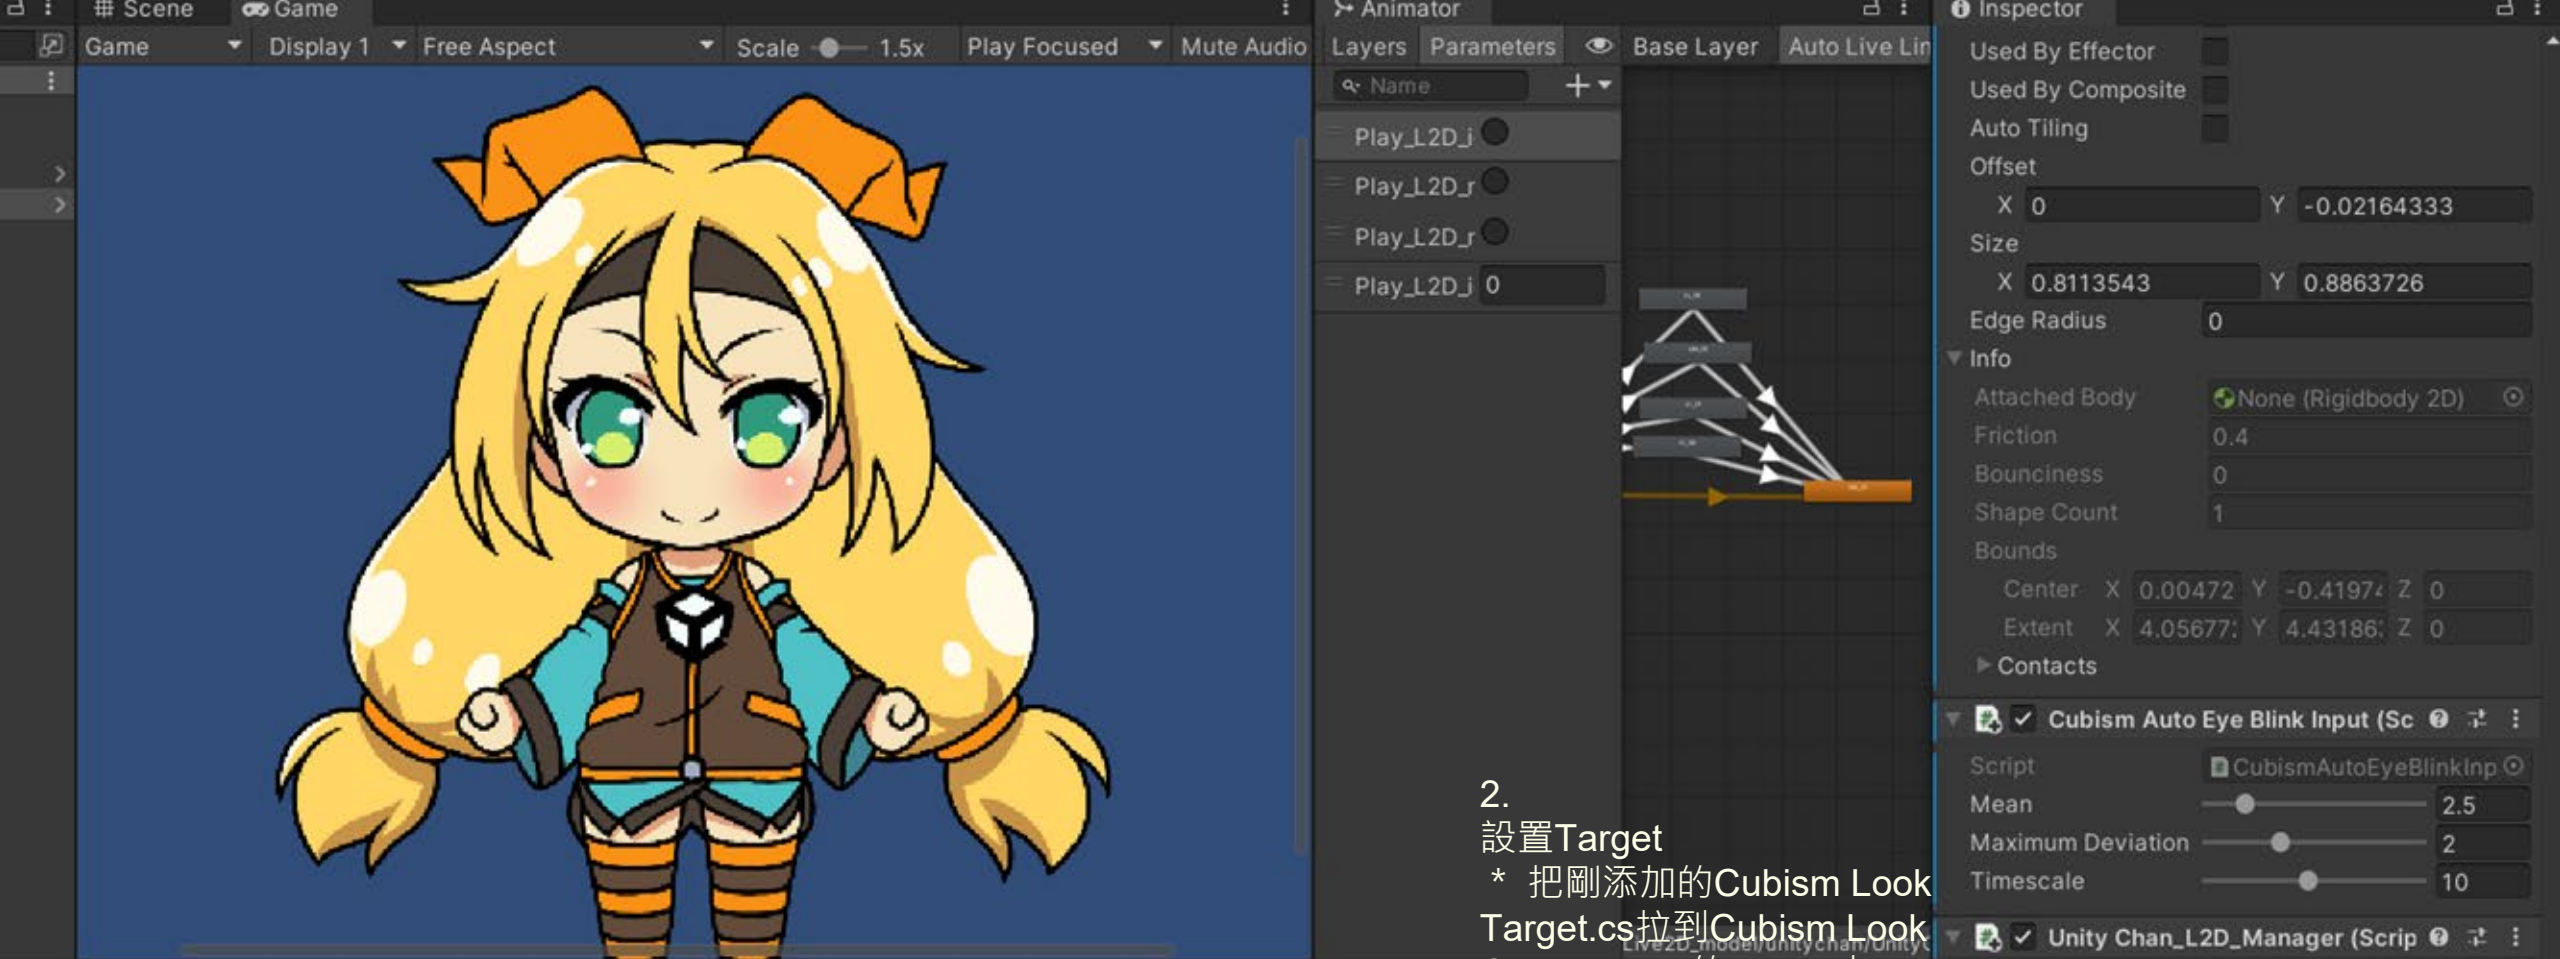 Scene
Game
Game
Display 1
Free Aspect
Scale
1.5x
Play Focused
Mute Audio
Animator
Layers
Parameters
Base Layer
Auto Live Lin
Name
Play_L2D_i
Play_L2D_r
Play_L2D_r
Play_L2D_i 0
2.
設置Target
* 把剛添加的Cubism Look
Target.cs拉到Cubism Look
Inspector
Used By Effector
Used By Composite
Auto Tiling
Offset
X 0 Y -0.02164333
Size
X 0.8113543 Y 0.8863726
Edge Radius 0
Info
Attached Body None (Rigidbody 2D)
Friction 0.4
Bounciness 0
Shape Count 1
Bounds
Center X 0.00472 Y -0.41974 Z 0
Extent X 4.05677 Y 4.43186 Z 0
Contacts
Cubism Auto Eye Blink Input (Sc
Script CubismAutoEyeBlinkInp
Mean 2.5
Maximum Deviation 2
Timescale 10
Unity Chan_L2D_Manager (Scrip